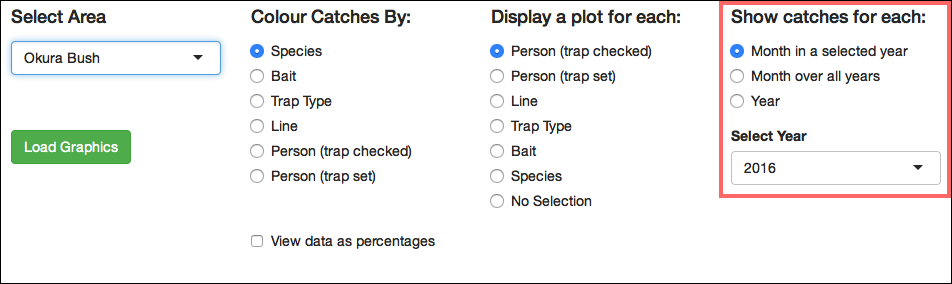 Select Area
Okura Bush
Load Graphics
Colour Catches By:
Species
Bait
Trap Type
Line
Person (trap checked)
Person (trap set)
View data as percentages
Display a plot for each:
Person (trap checked)
Person (trap set)
Line
Trap Type
Bait
Species
No Selection
Show catches for each:
Month in a selected year
Month over all years
Year
Select Year
2016